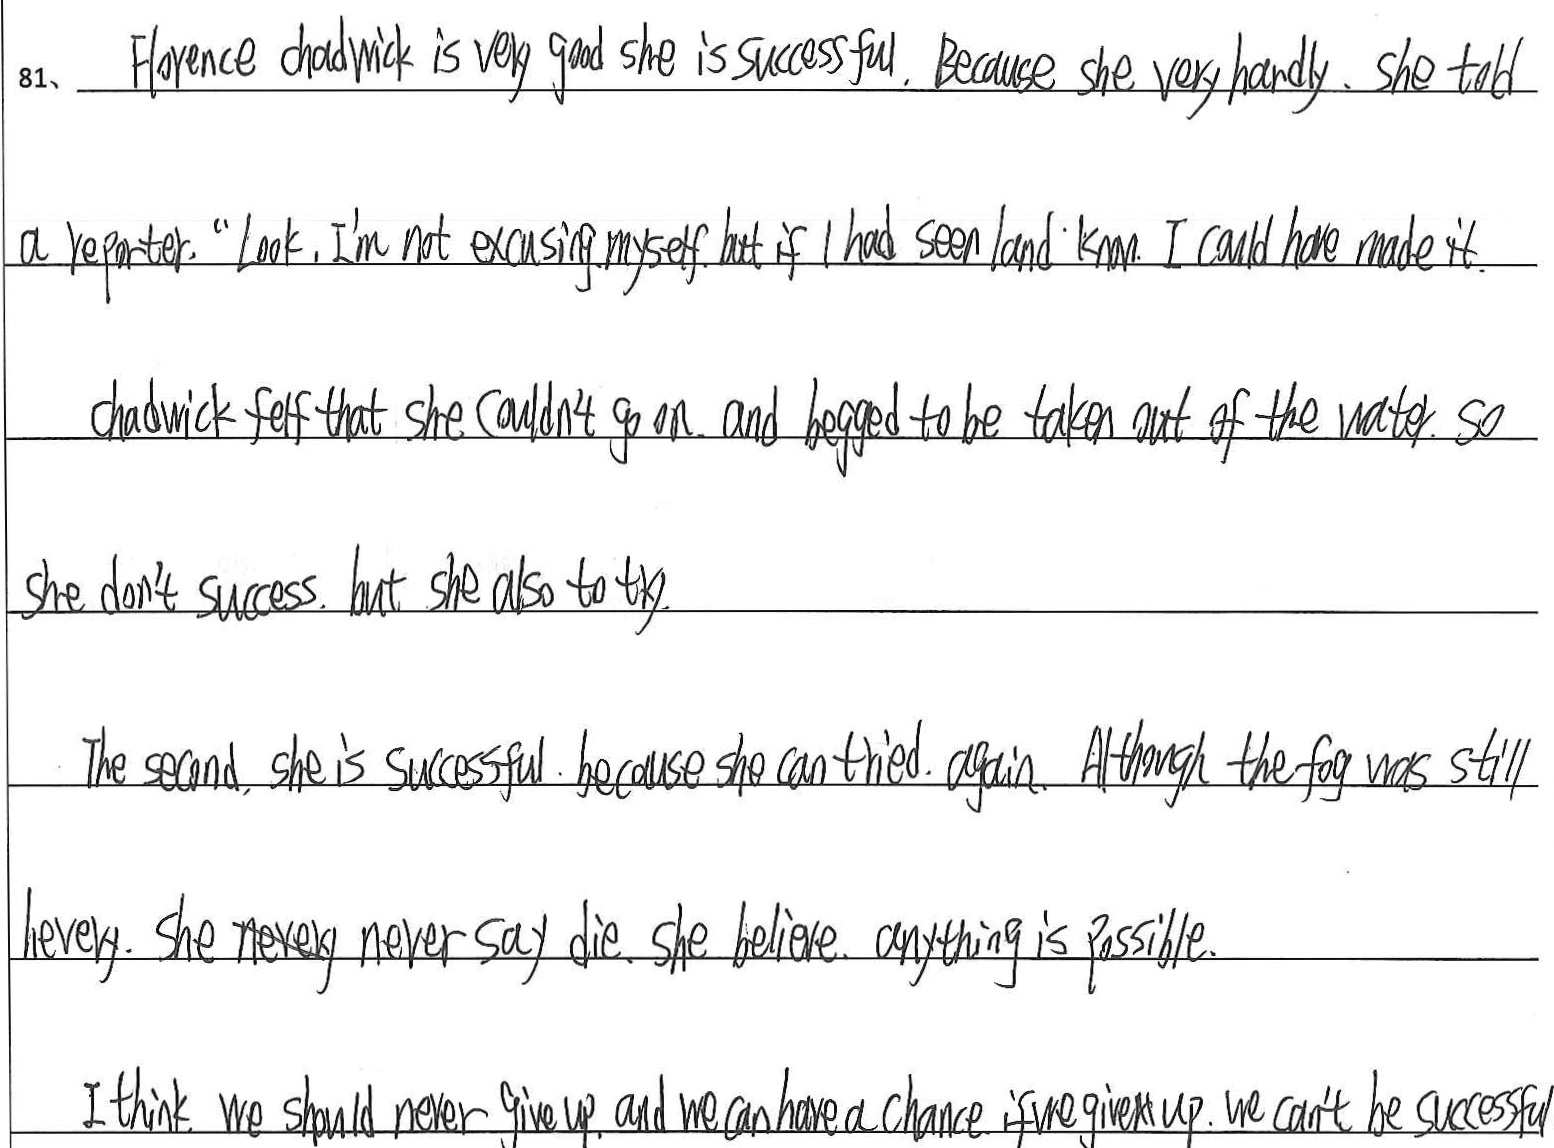 81、 Florence chadwick is very good she is successful. Because she very hardly. she told
a reporter. "Look. I'm not excusing myself. but if I had seen land know. I could have made it.
chadwick felf that she couldn't go on. and begged to be taken out of the water. so
she don't success. but she also to try.
The second, she is successful. because she can tried. again. Although the fog was still
hevery. She never say die. she believe. anything is possible.
I think. we should never give up. and we can have a chance. if we give up. we can't be successful